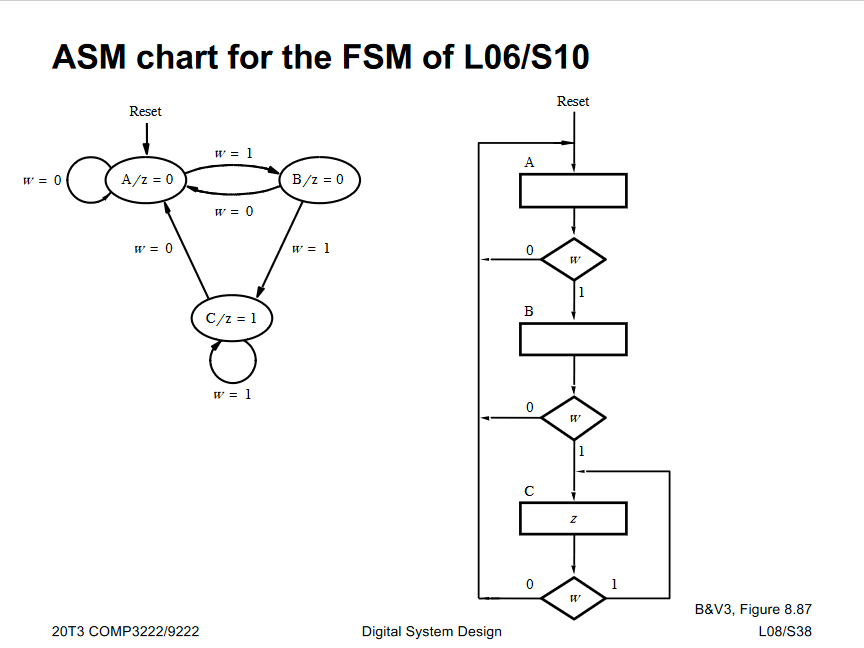 ASM chart for the FSM of L06/S10
Reset
w = 0
A/z = 0
w = 1
B/z = 0
w = 0
w = 0
w = 1
C/z = 1
w = 1
Reset
A
0
w
1
B
0
w
1
C
z
0
w
1
B&V3, Figure 8.87
20T3 COMP3222/9222
Digital System Design
L08/S38